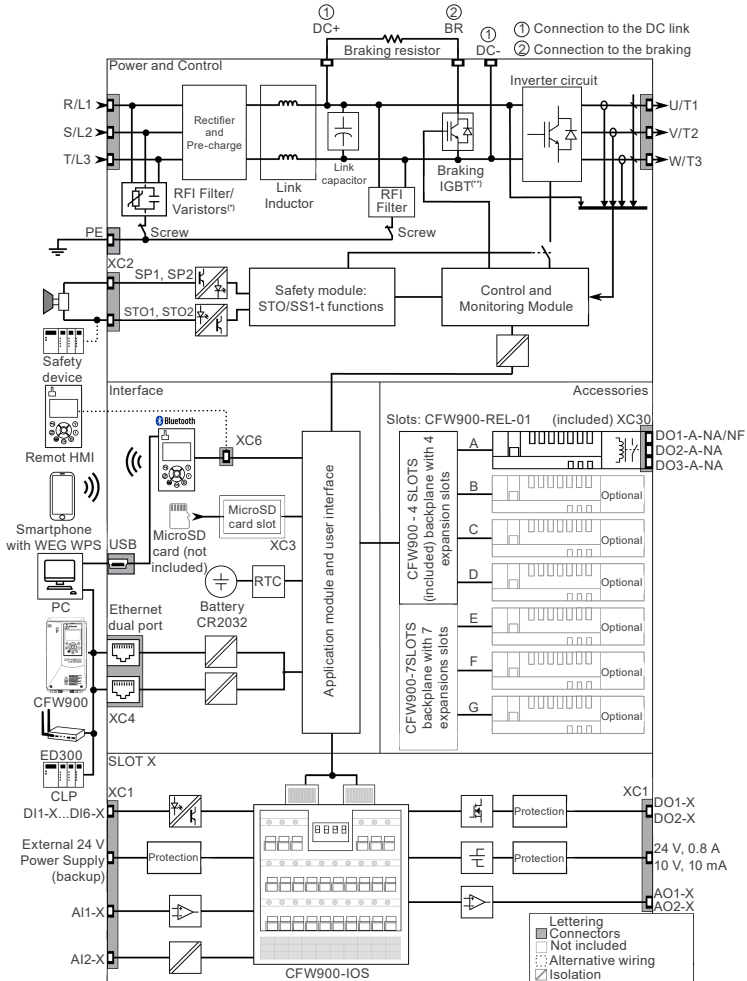 ① DC+
② BR
① DC-
① Connection to the DC link
② Connection to the braking
Braking resistor
Power and Control
Inverter circuit
R/L1
S/L2
T/L3
Rectifier
and
Pre-charge
U/T1
V/T2
W/T3
Link
capacitor
Braking
IGBT(**)
RFI Filter/
Varistors(*)
Link
Inductor
RFI
Filter
PE
Screw
Screw
XC2
SP1, SP2
STO1, STO2
Safety module:
STO/SS1-t functions
Control and
Monitoring Module
Safety
device
Interface
Accessories
Bluetooth
XC6
Remot HMI
Slots: CFW900-REL-01 (included) XC30
A
DO1-A-NA/NF
DO2-A-NA
DO3-A-NA
B
Optional
C
Optional
D
Optional
E
Optional
F
Optional
G
Optional
CFW900 - 4 SLOTS
(included) backplane with 4
expansion slots
CFW900-7SLOTS
backplane with 7
expansions slots
Application module and user interface
Smartphone
with WEG WPS
USB
MicroSD
card (not
included)
MicroSD
card slot
XC3
PC
Battery
CR2032
RTC
Ethernet
dual port
CFW900
XC4
ED300
CLP
SLOT X
XC1
XC1
DI1-X...DI6-X
Protection
DO1-X
DO2-X
External 24 V
Power Supply
(backup)
Protection
Protection
24 V, 0.8 A
10 V, 10 mA
AI1-X
AO1-X
AO2-X
AI2-X
CFW900-IOS
8888
Lettering
Connectors
Not included
Alternative wiring
Isolation